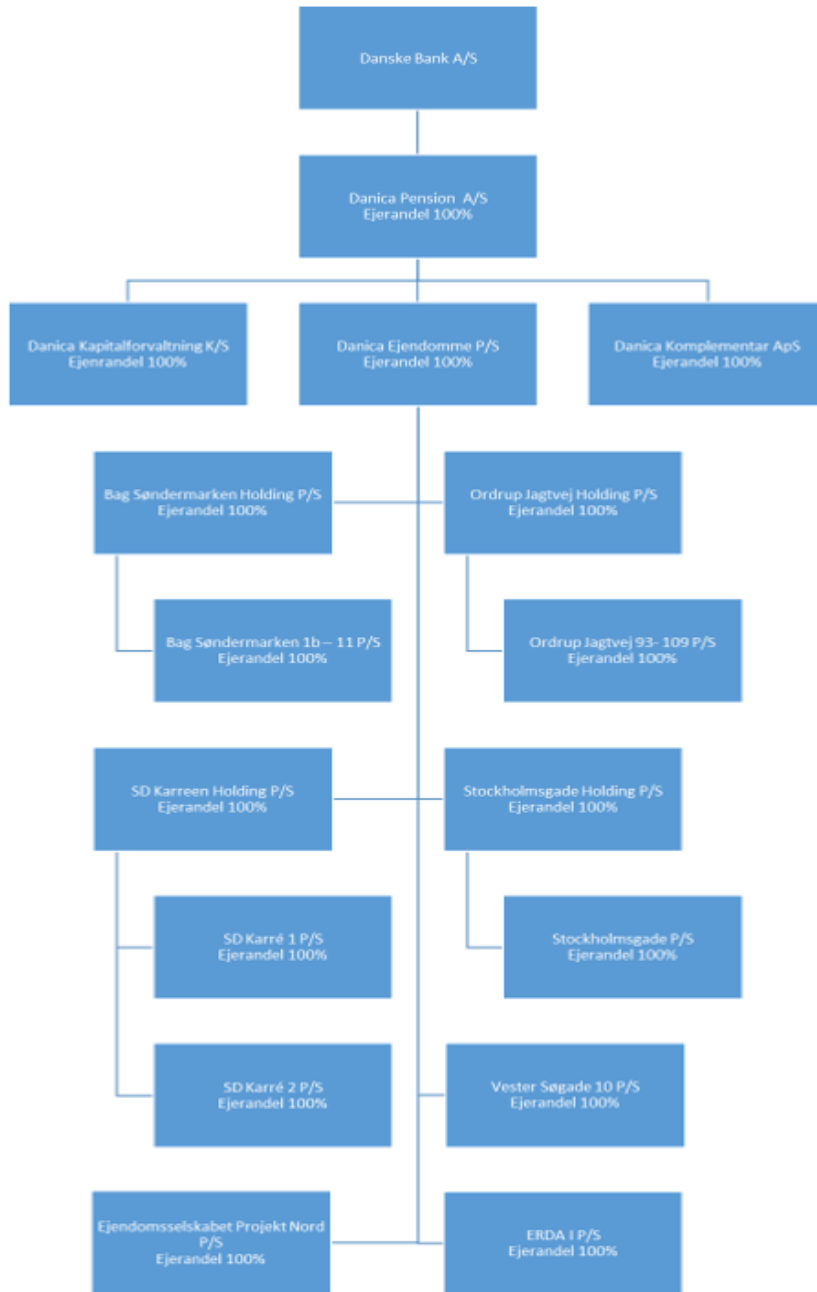 Danske Bank A/S
Danica Pension A/S
Ejerandel 100%
Danica Kapitalforvaltning K/S
Ejenrandel 100%
Danica Ejendomme P/S
Ejerandel 100%
Danica Komplementar ApS
Ejerandel 100%
Bag Søndermarken Holding P/S
Ejerandel 100%
Ordrup Jagtvej Holding P/S
Ejerandel 100%
Bag Søndermarken 1b – 11 P/S
Ejerandel 100%
Ordrup Jagtvej 93- 109 P/S
Ejerandel 100%
SD Karreen Holding P/S
Ejerandel 100%
Stockholmsgade Holding P/S
Ejerandel 100%
SD Karré 1 P/S
Ejerandel 100%
Stockholmsgade P/S
Ejerandel 100%
SD Karré 2 P/S
Ejerandel 100%
Vester Søgade 10 P/S
Ejerandel 100%
Ejendomsselskabet Projekt Nord
P/S
Ejerandel 100%
ERDA I P/S
Ejerandel 100%